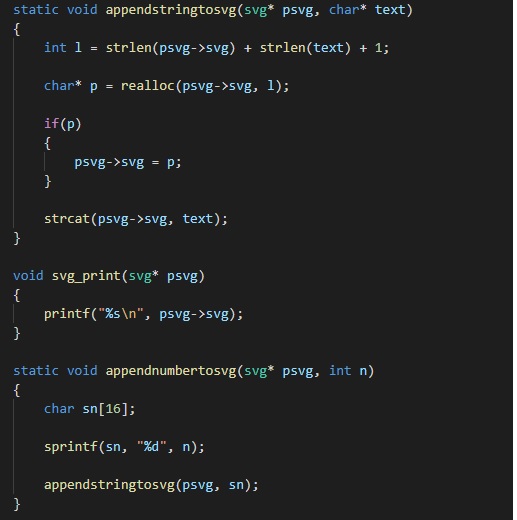 static void appendstringtosvg(svg* psvg, char* text)
{
    int l = strlen(psvg->svg) + strlen(text) + 1;

    char* p = realloc(psvg->svg, l);

    if(p)
    {
        psvg->svg = p;
    }

    strcat(psvg->svg, text);
}

void svg_print(svg* psvg)
{
    printf("%s\n", psvg->svg);
}

static void appendnumbertosvg(svg* psvg, int n)
{
    char sn[16];

    sprintf(sn, "%d", n);

    appendstringtosvg(psvg, sn);
}